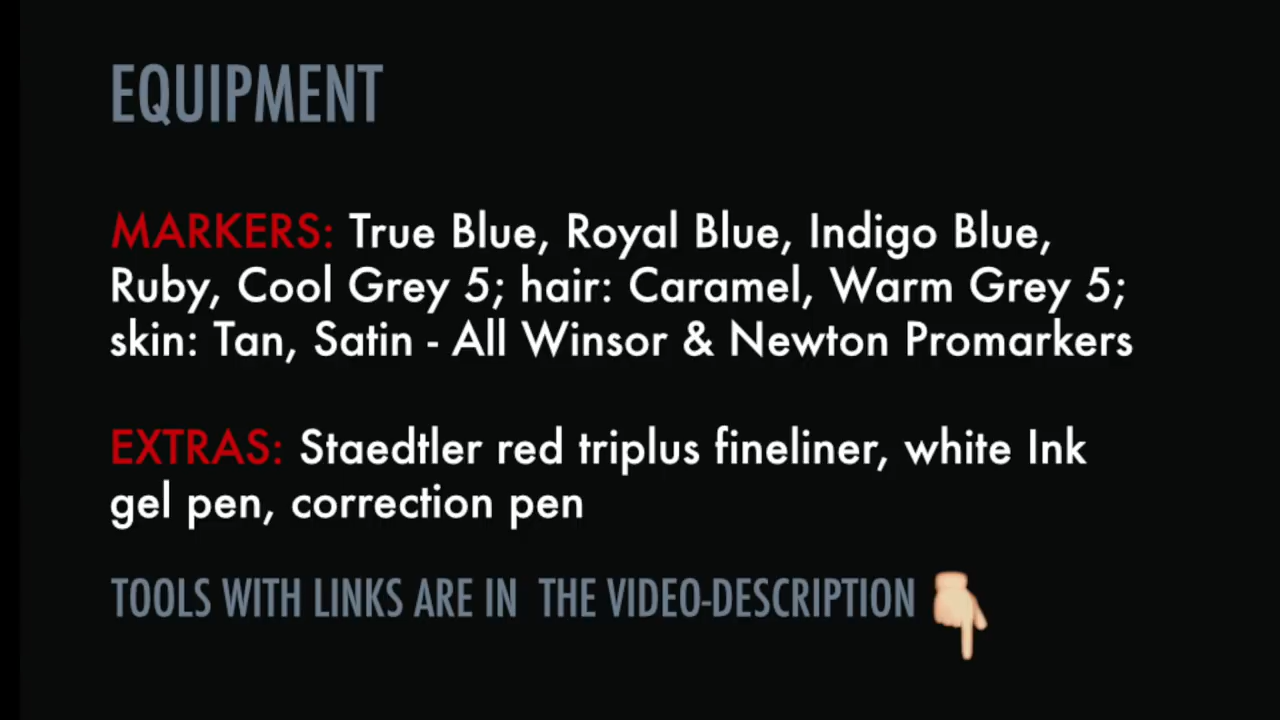 EQUIPMENT
MARKERS: True Blue, Royal Blue, Indigo Blue,
Ruby, Cool Grey 5; hair: Caramel, Warm Grey 5;
skin: Tan, Satin - All Winsor & Newton Promarkers
EXTRAS: Staedtler red triplus fineliner, white Ink
gel pen, correction pen
TOOLS WITH LINKS ARE IN THE VIDEO-DESCRIPTION